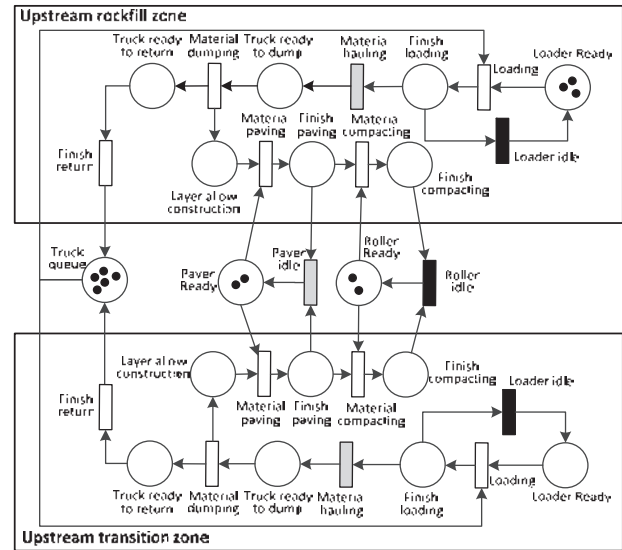 Upstream rockfill zone
Truck ready
to return
Material
dumping
Truck ready
to dump
Materia
hauling
Finish
loading
Loading
Loader Ready
Materia
paving
Finish
paving
Materia
compacting
Loader idle
Finish
return
Layer allow
construction
Finish
compacting
Truck
queue
Paver
Ready
Paver
idle
Roller
Ready
Roller
idle
Layer allow
construction
Finish
return
Material
paving
Finish
paving
Material
compacting
Finish
compacting
Loader idle
Truck ready
to return
Material
dumping
Truck ready
to dump
Materia
hauling
Finish
loading
Loading
Loader Ready
Upstream transition zone